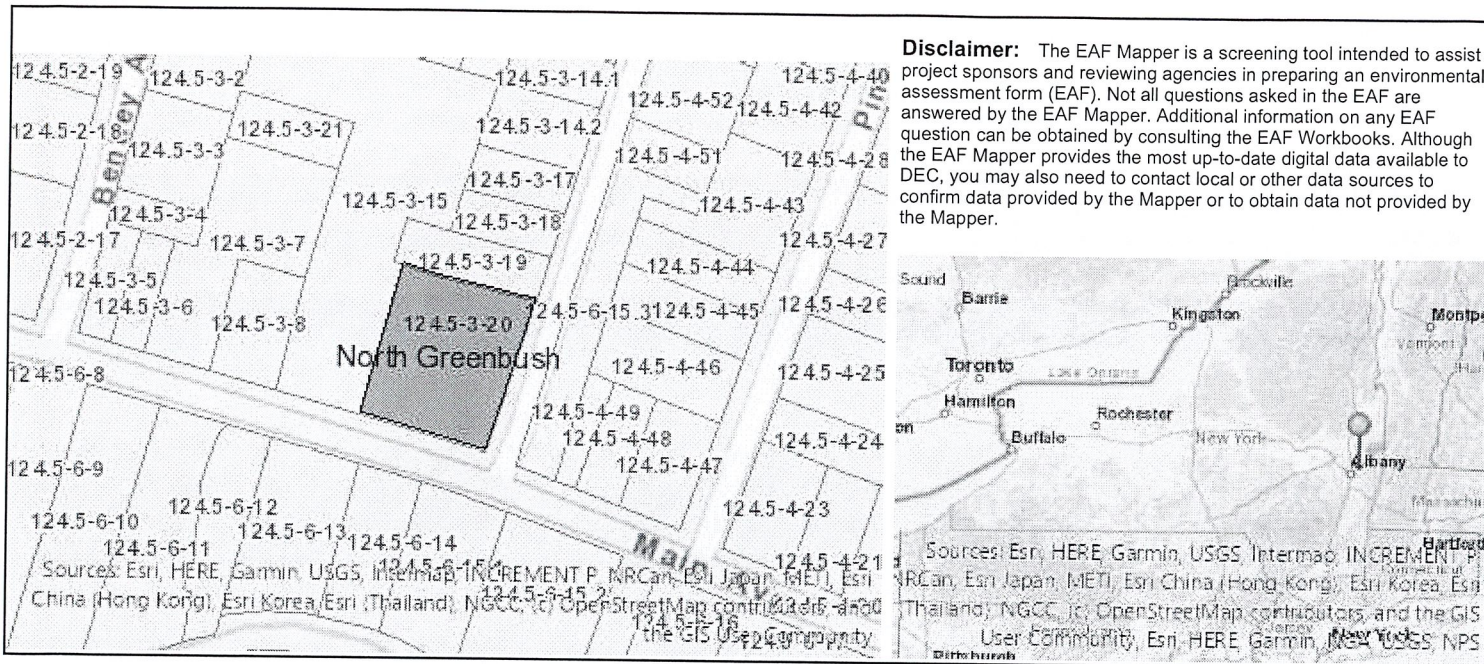 Disclaimer: The EAF Mapper is a screening tool intended to assist
project sponsors and reviewing agencies in preparing an environmental
assessment form (EAF). Not all questions asked in the EAF are
answered by the EAF Mapper. Additional information on any EAF
question can be obtained by consulting the EAF Workbooks. Although
the EAF Mapper provides the most up-to-date digital data available to
DEC, you may also need to contact local or other data sources to
confirm data provided by the Mapper or to obtain data not provided by
the Mapper.
124.5-2-19
124.5-3-2
124.5-3-14.1
124.5-4-40
124.5-4-52
124.5-4-42
124.5-2-18
124.5-3-21
124.5-3-14.2
124.5-3-3
124.5-4-51
124.5-4-28
124.5-3-17
124.5-3-15
124.5-4-43
124.5-3-4
124.5-3-18
124.5-2-17
124.5-3-7
124.5-4-27
124.5-3-19
124.5-4-44
124.5-3-5
124.5-3-6
124.5-3-8
124.5-3-20
124.5-6-15.3
124.5-4-45
124.5-4-26
North Greenbush
124.5-6-8
124.5-4-46
124.5-4-25
124.5-4-49
124.5-4-48
124.5-4-24
124.5-4-47
124.5-6-9
124.5-6-12
124.5-4-23
124.5-6-10
124.5-6-13
124.5-6-14
124.5-6-11
124.5-4-21
Main
Sources: Esri, HERE, Garmin, USGS, Intermap, INCREMENT P, NRCan, Esri Japan, METI, Esri
China (Hong Kong), Esri Korea, Esri (Thailand), NGCC, (c) OpenStreetMap contributors, and
the GIS User Community
124.5-6-15.2
Sound
Barrie
Brockville
Kingston
Montp
Vermont
Toronto
Lake Ontario
Hamilton
Rochester
on
Buffalo
New York
Albany
Massachu
Hartford
Sources: Esri, HERE, Garmin, USGS, Intermap, INCREMENT P,
NRCan, Esri Japan, METI, Esri China (Hong Kong), Esri Korea, Esri
(Thailand), NGCC, (c) OpenStreetMap contributors, and the GIS
User Community, Esri, HERE, Garmin, NGA, USGS, NPS
New York
Pittsburgh